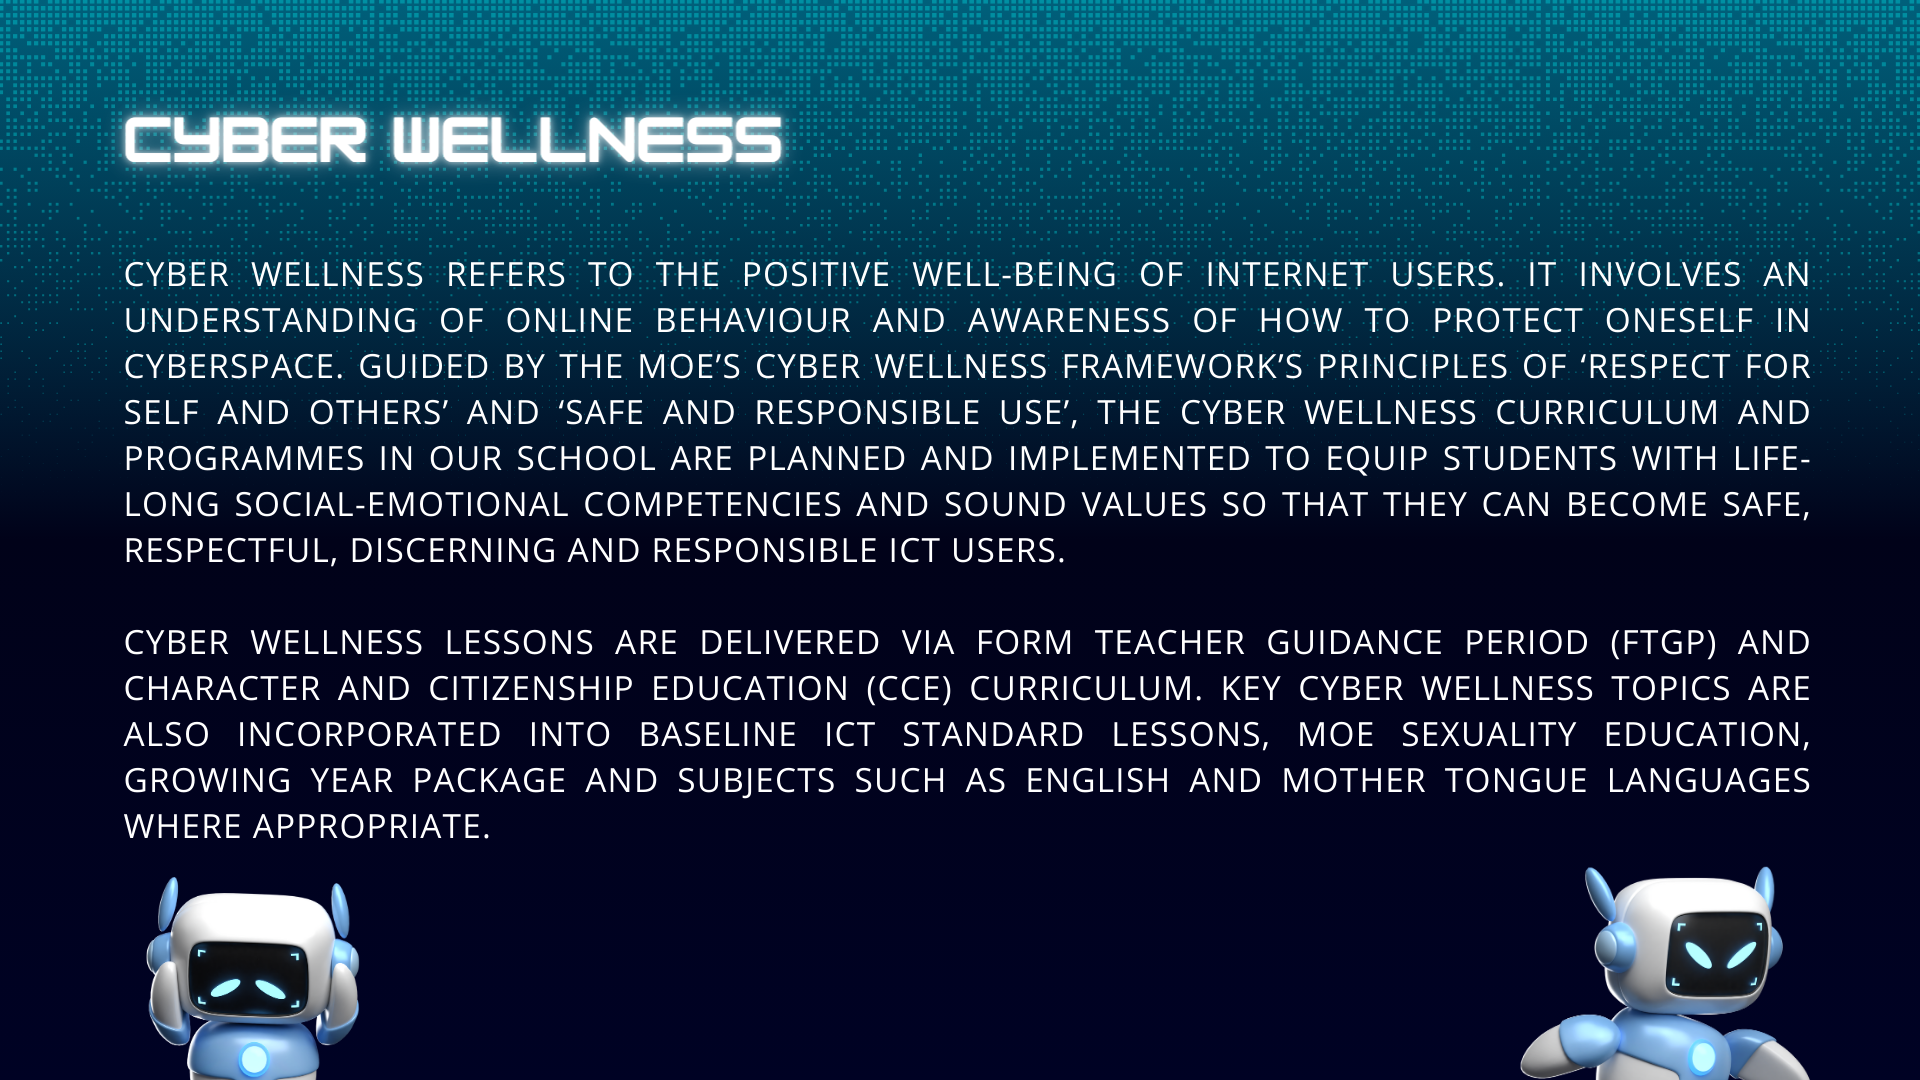 CYBER WELLNESS
CYBER WELLNESS REFERS TO THE POSITIVE WELL-BEING OF INTERNET USERS. IT INVOLVES AN
UNDERSTANDING OF ONLINE BEHAVIOUR AND AWARENESS OF HOW TO PROTECT ONESELF IN
CYBERSPACE. GUIDED BY THE MOE’S CYBER WELLNESS FRAMEWORK’S PRINCIPLES OF ‘RESPECT FOR
SELF AND OTHERS’ AND ‘SAFE AND RESPONSIBLE USE’, THE CYBER WELLNESS CURRICULUM AND
PROGRAMMES IN OUR SCHOOL ARE PLANNED AND IMPLEMENTED TO EQUIP STUDENTS WITH LIFE-
LONG SOCIAL-EMOTIONAL COMPETENCIES AND SOUND VALUES SO THAT THEY CAN BECOME SAFE,
RESPECTFUL, DISCERNING AND RESPONSIBLE ICT USERS.
CYBER WELLNESS LESSONS ARE DELIVERED VIA FORM TEACHER GUIDANCE PERIOD (FTGP) AND
CHARACTER AND CITIZENSHIP EDUCATION (CCE) CURRICULUM. KEY CYBER WELLNESS TOPICS ARE
ALSO INCORPORATED INTO BASELINE ICT STANDARD LESSONS, MOE SEXUALITY EDUCATION,
GROWING YEAR PACKAGE AND SUBJECTS SUCH AS ENGLISH AND MOTHER TONGUE LANGUAGES
WHERE APPROPRIATE.